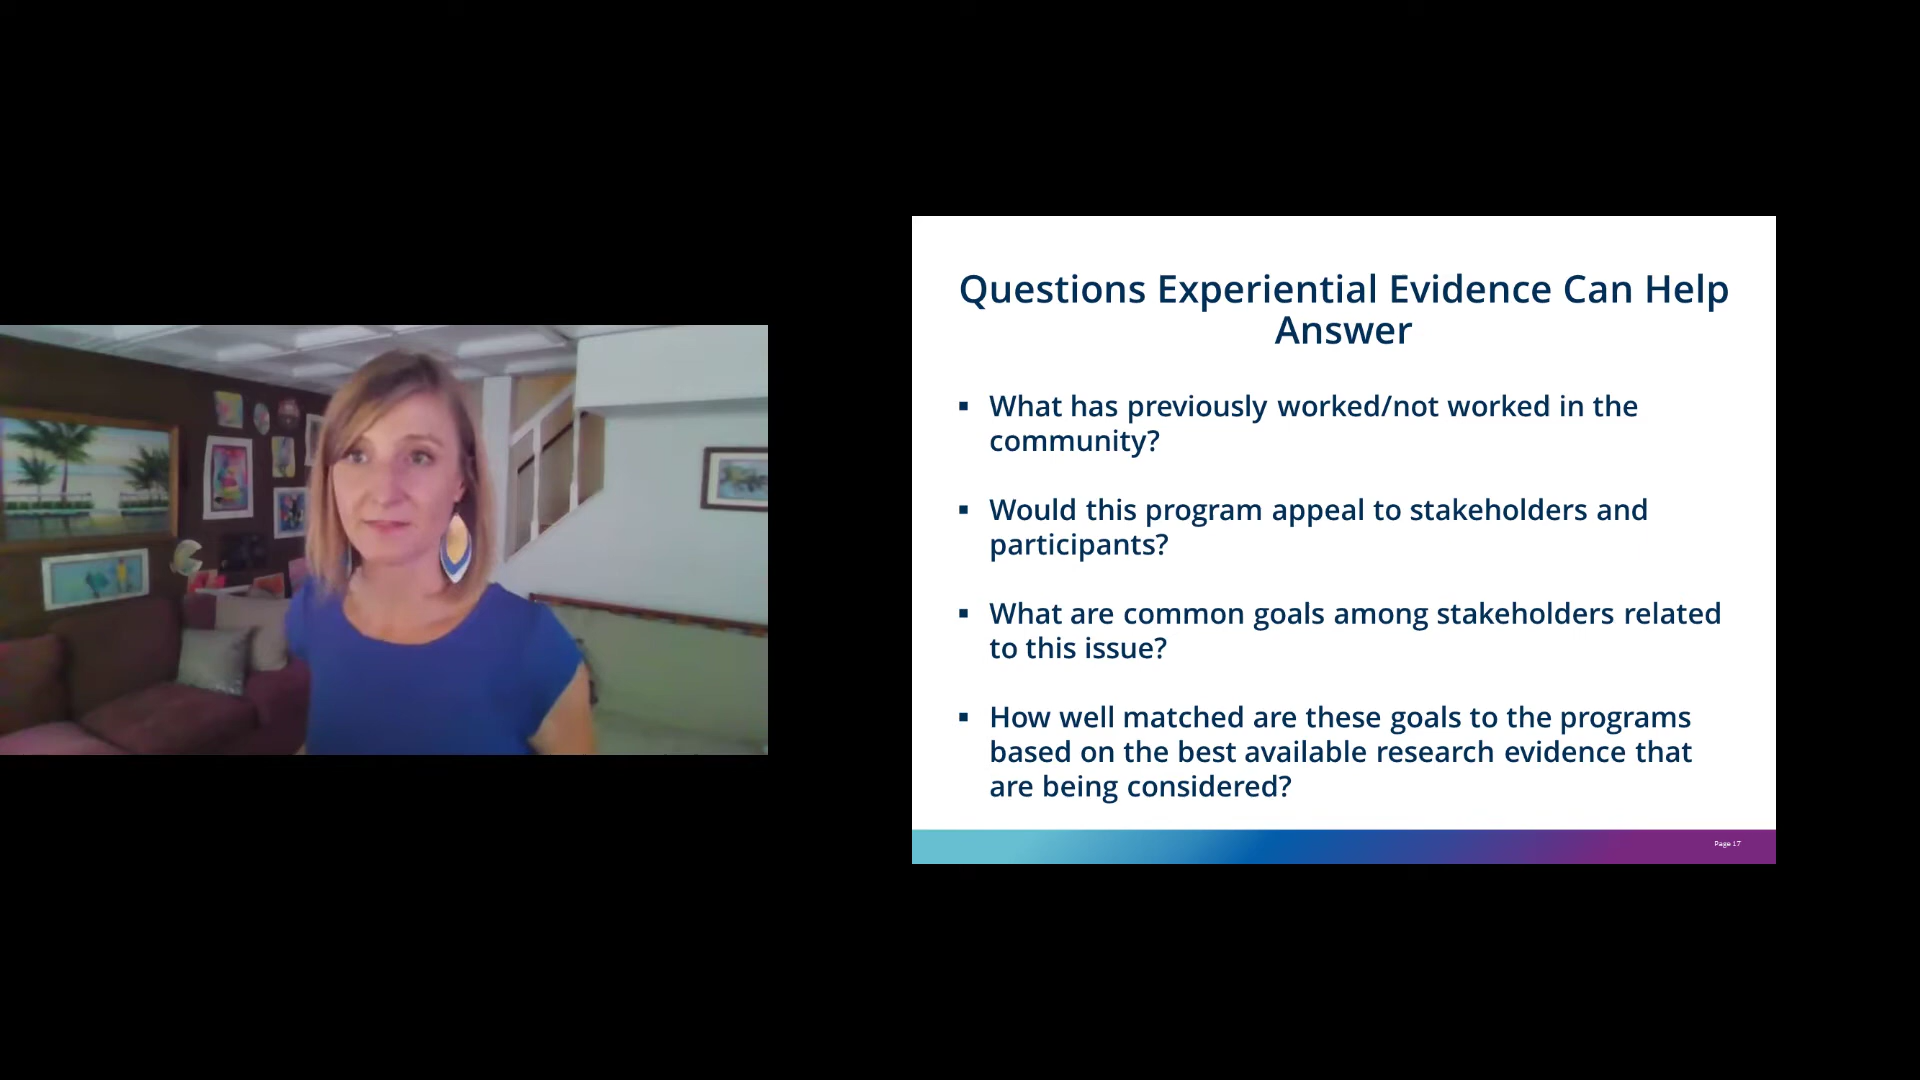 Questions Experiential Evidence Can Help
Answer
▪ What has previously worked/not worked in the
community?
▪ Would this program appeal to stakeholders and
participants?
▪ What are common goals among stakeholders related
to this issue?
▪ How well matched are these goals to the programs
based on the best available research evidence that
are being considered?
Page 17